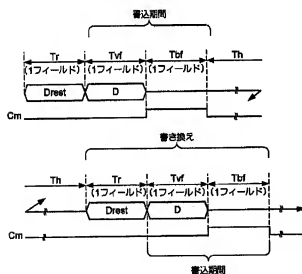 書込期間
Tr Tvf Tbf Th
(1フィールド) (1フィールド) (1フィールド)
Drest D
Cm
書き換え
Th Tr Tvf Tbf
(1フィールド) (1フィールド) (1フィールド)
Drest D
Cm
書込期間